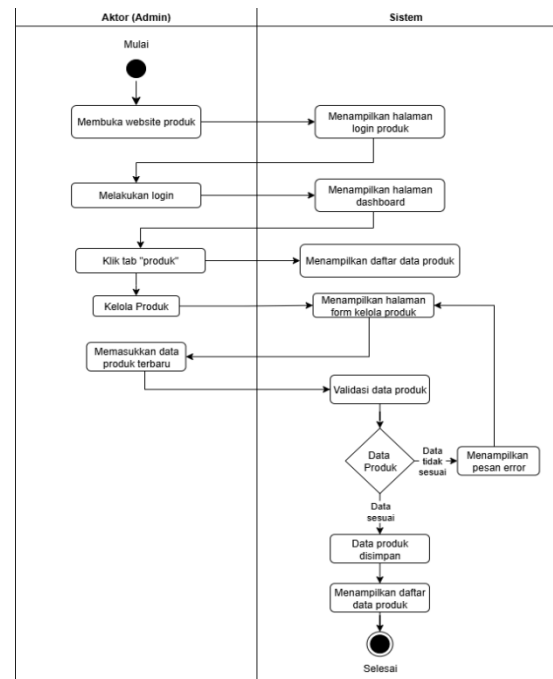 Aktor (Admin)
Sistem
Mulai
Membuka website produk
Menampilkan halaman
login produk
Melakukan login
Menampilkan halaman
dashboard
Klik tab "produk"
Menampilkan daftar data produk
Kelola Produk
Menampilkan halaman
form kelola produk
Memasukkan data
produk terbaru
Validasi data produk
Data
Produk
Data
tidak
sesuai
Menampilkan
pesan error
Data
sesuai
Data produk
disimpan
Menampilkan daftar
data produk
Selesai